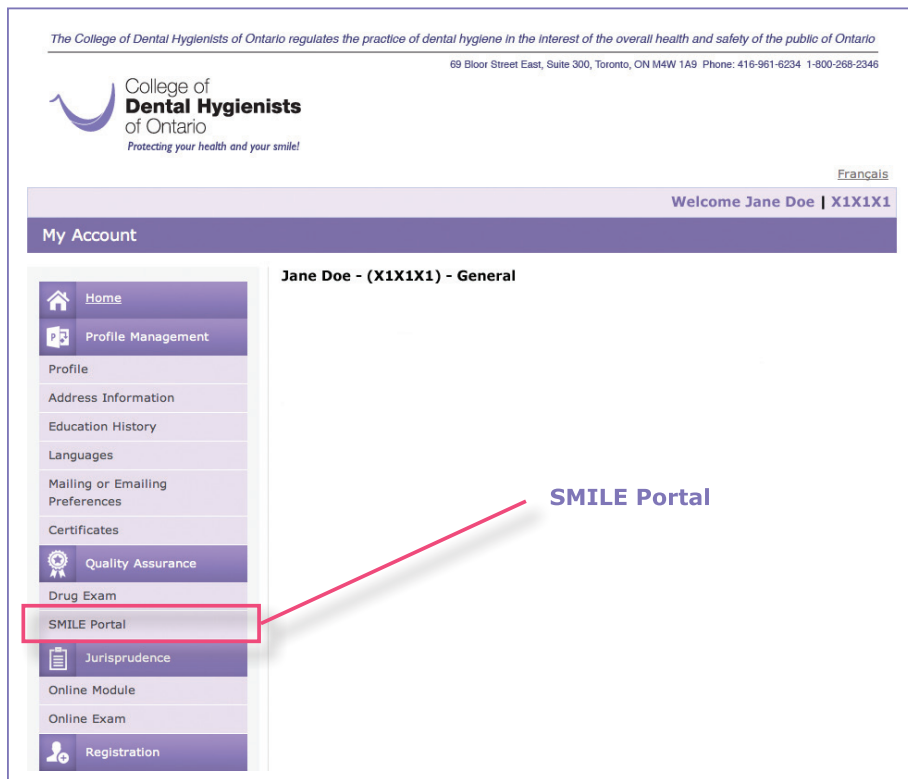 The College of Dental Hygienists of Ontario regulates the practice of dental hygiene in the interest of the overall health and safety of the public of Ontario
69 Bloor Street East, Suite 300, Toronto, ON M4W 1A9 Phone: 416-961-6234 1-800-268-2346
College of
Dental Hygienists
of Ontario
Protecting your health and your smile!
Français
Welcome Jane Doe | X1X1X1
My Account
Jane Doe - (X1X1X1) - General
Home
Profile Management
Profile
Address Information
Education History
Languages
Mailing or Emailing
Preferences
SMILE Portal
Certificates
Quality Assurance
Drug Exam
SMILE Portal
Jurisprudence
Online Module
Online Exam
Registration